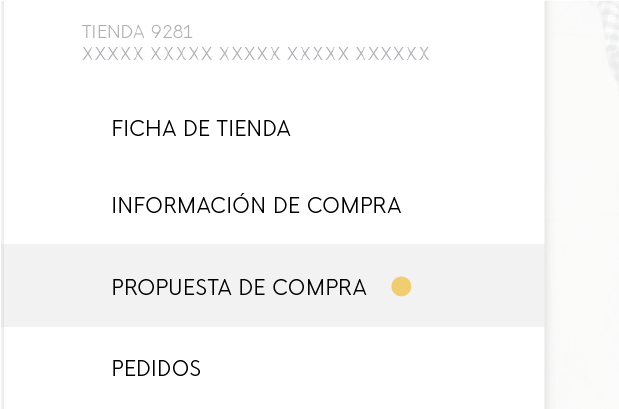 TIENDA 9281
XXXXX XXXXX XXXXX XXXXX XXXXXX
FICHA DE TIENDA
INFORMACIÓN DE COMPRA
PROPUESTA DE COMPRA
PEDIDOS